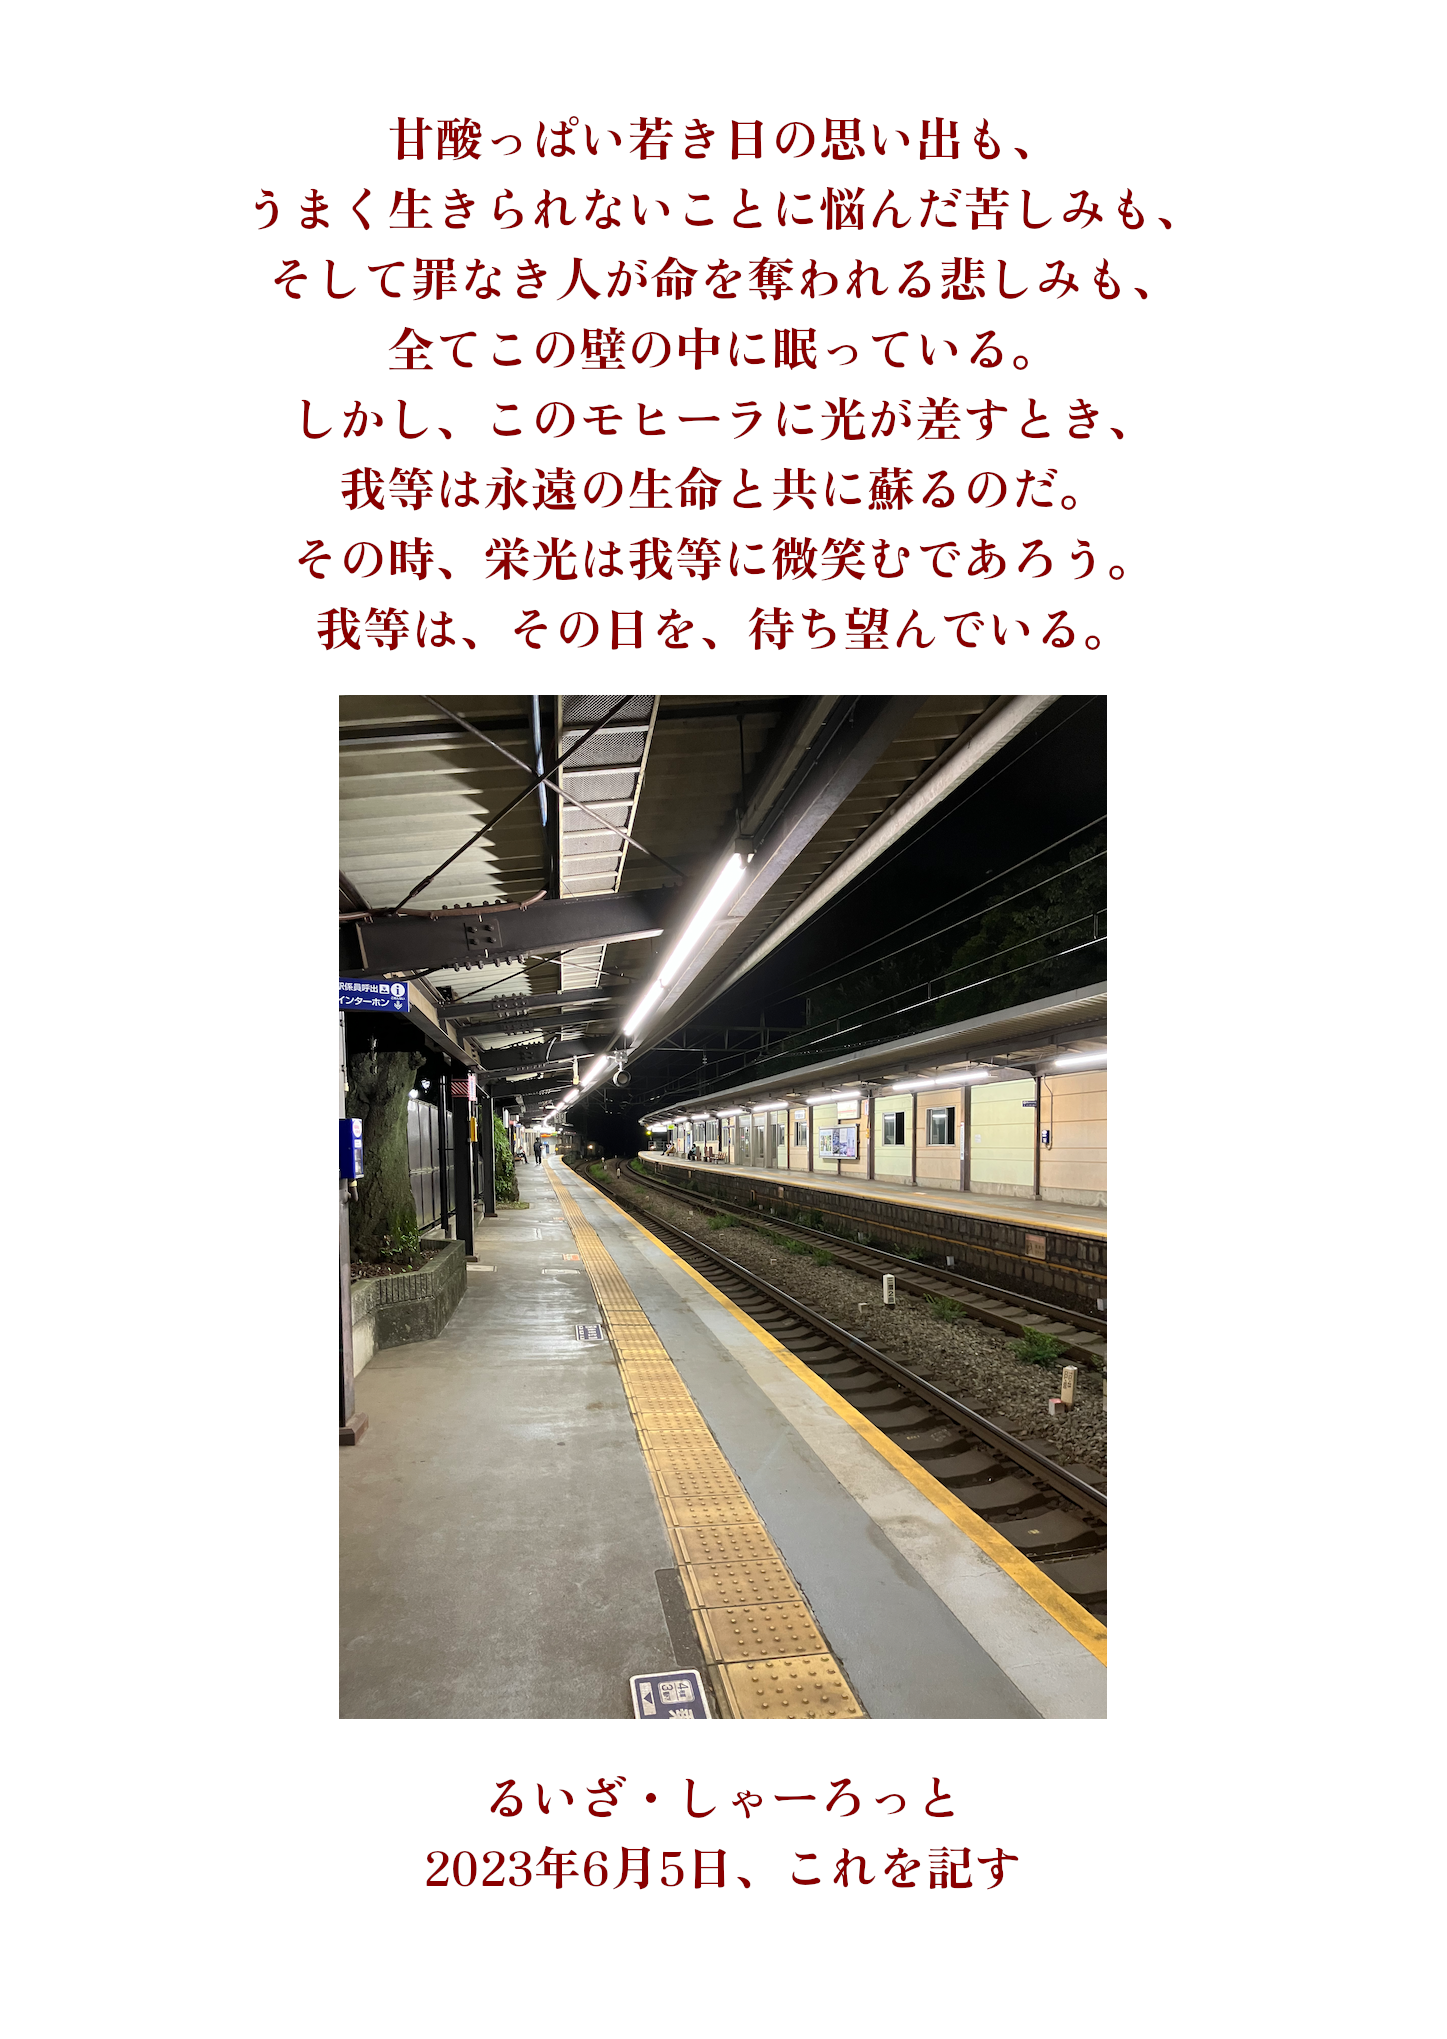 甘酸っぱい若き日の思い出も、
うまく生きられないことに悩んだ苦しみも、
そして罪なき人が命を奪われる悲しみも、
全てこの壁の中に眠っている。
しかし、このモヒーラに光が差すとき、
我等は永遠の生命と共に蘇るのだ。
その時、栄光は我等に微笑むであろう。
我等は、その日を、待ち望んでいる。
駅係員呼出
インターホン
るいざ・しゃーろっと
2023年6月5日、これを記す